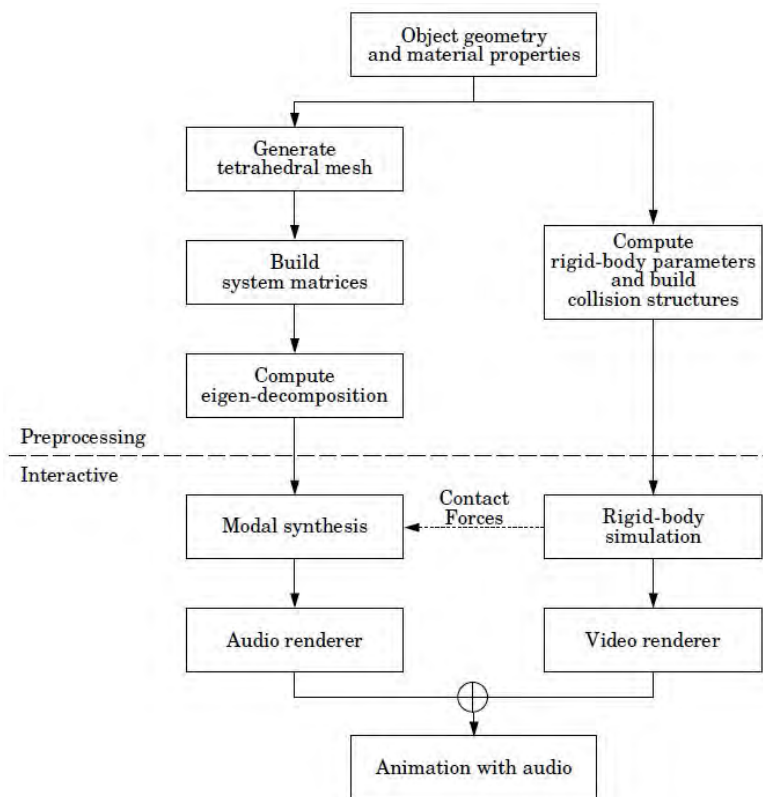 Object geometry
and material properties
Generate
tetrahedral mesh
Build
system matrices
Compute
rigid-body parameters
and build
collision structures
Compute
eigen-decomposition
Preprocessing
Interactive
Modal synthesis
Contact
Forces
Rigid-body
simulation
Audio renderer
Video renderer
Animation with audio